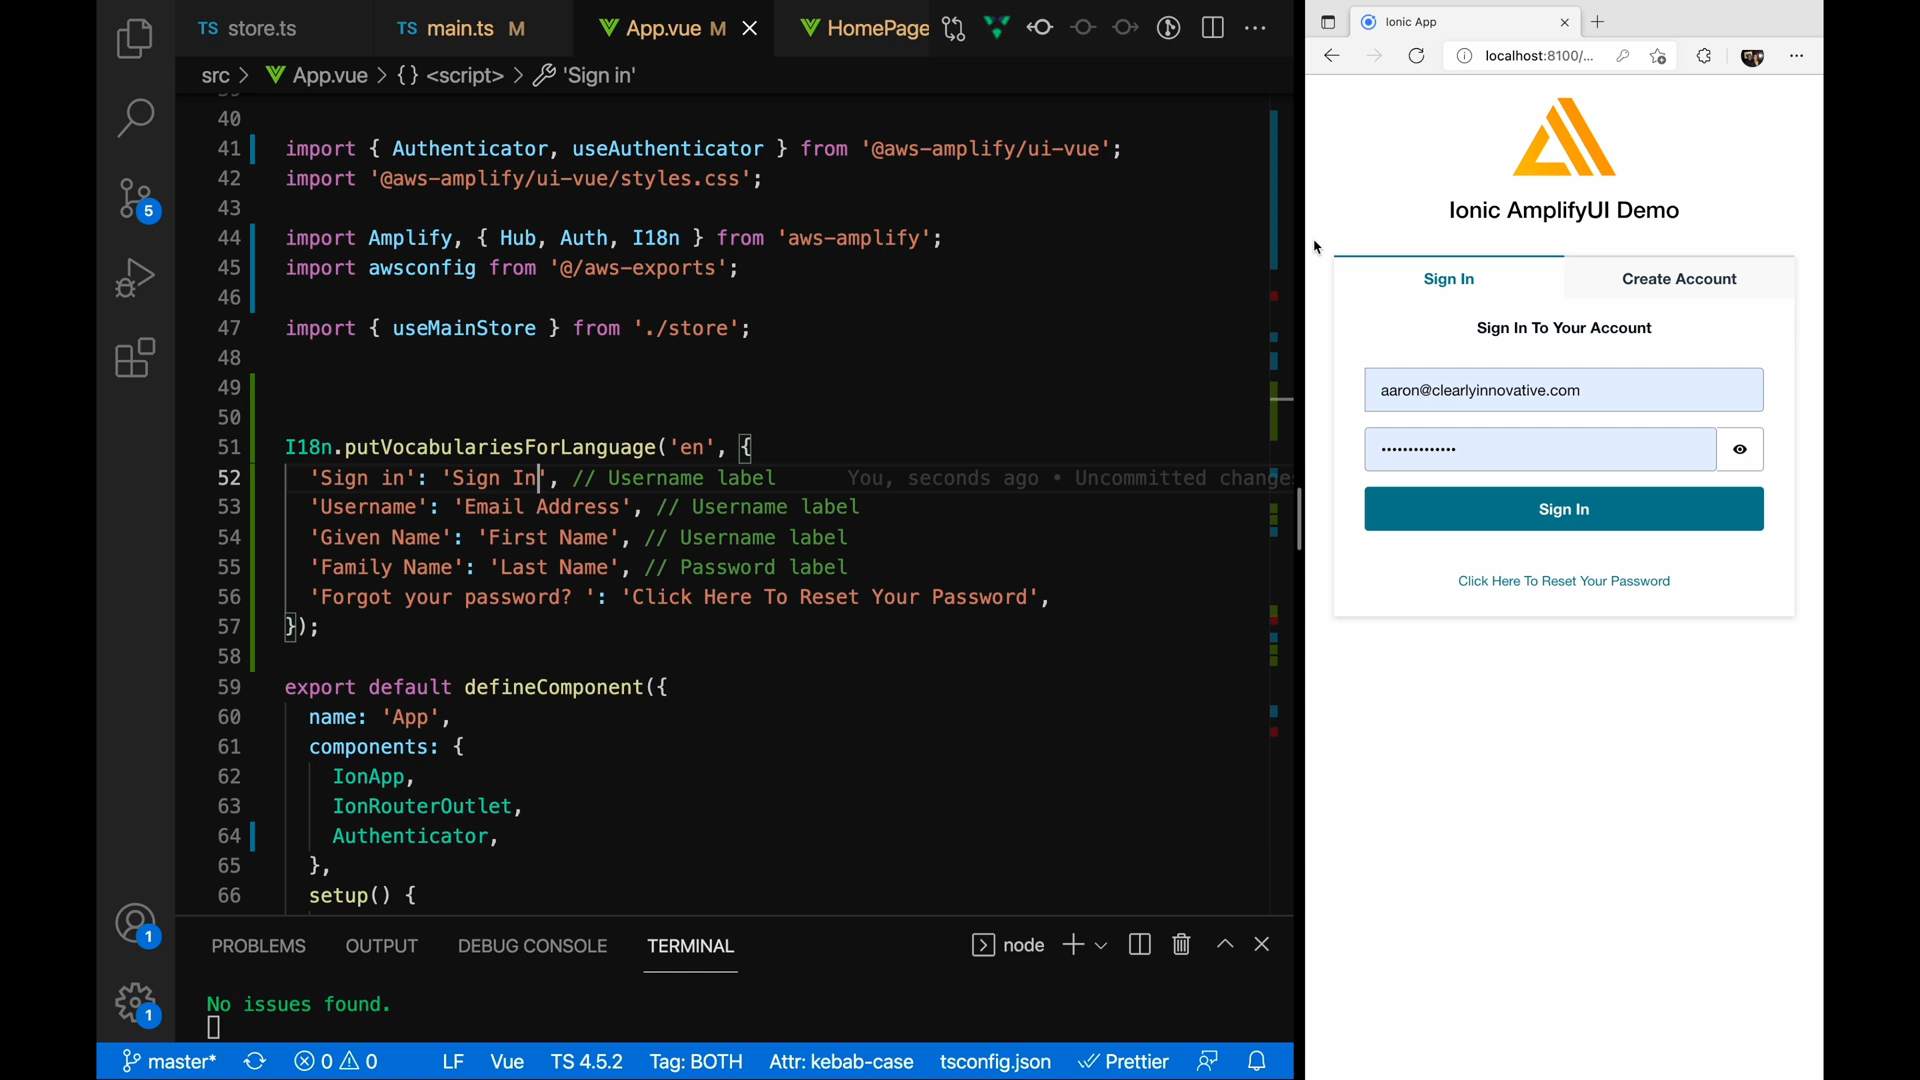 TS store.ts
TS main.ts M
App.vue M
HomePage
src > App.vue > {} <script> > 'Sign in'
40
41 import { Authenticator, useAuthenticator } from '@aws-amplify/ui-vue';
42 import '@aws-amplify/ui-vue/styles.css';
43
44 import Amplify, { Hub, Auth, I18n } from 'aws-amplify';
45 import awsconfig from '@/aws-exports';
46
47 import { useMainStore } from './store';
48
49
50
51 I18n.putVocabulariesForLanguage('en', {
52 'Sign in': 'Sign In', // Username label You, seconds ago • Uncommitted change
53 'Username': 'Email Address', // Username label
54 'Given Name': 'First Name', // Username label
55 'Family Name': 'Last Name', // Password label
56 'Forgot your password? ': 'Click Here To Reset Your Password',
57 });
58
59 export default defineComponent({
60 name: 'App',
61 components: {
62 IonApp,
63 IonRouterOutlet,
64 Authenticator,
65 },
66 setup() {
5
1
1
PROBLEMS OUTPUT DEBUG CONSOLE TERMINAL
node
No issues found.
master* 0 0 LF Vue TS 4.5.2 Tag: BOTH Attr: kebab-case tsconfig.json Prettier
Ionic App
localhost:8100/...
Ionic AmplifyUI Demo
Sign In
Create Account
Sign In To Your Account
aaron@clearlyinnovative.com
Sign In
Click Here To Reset Your Password